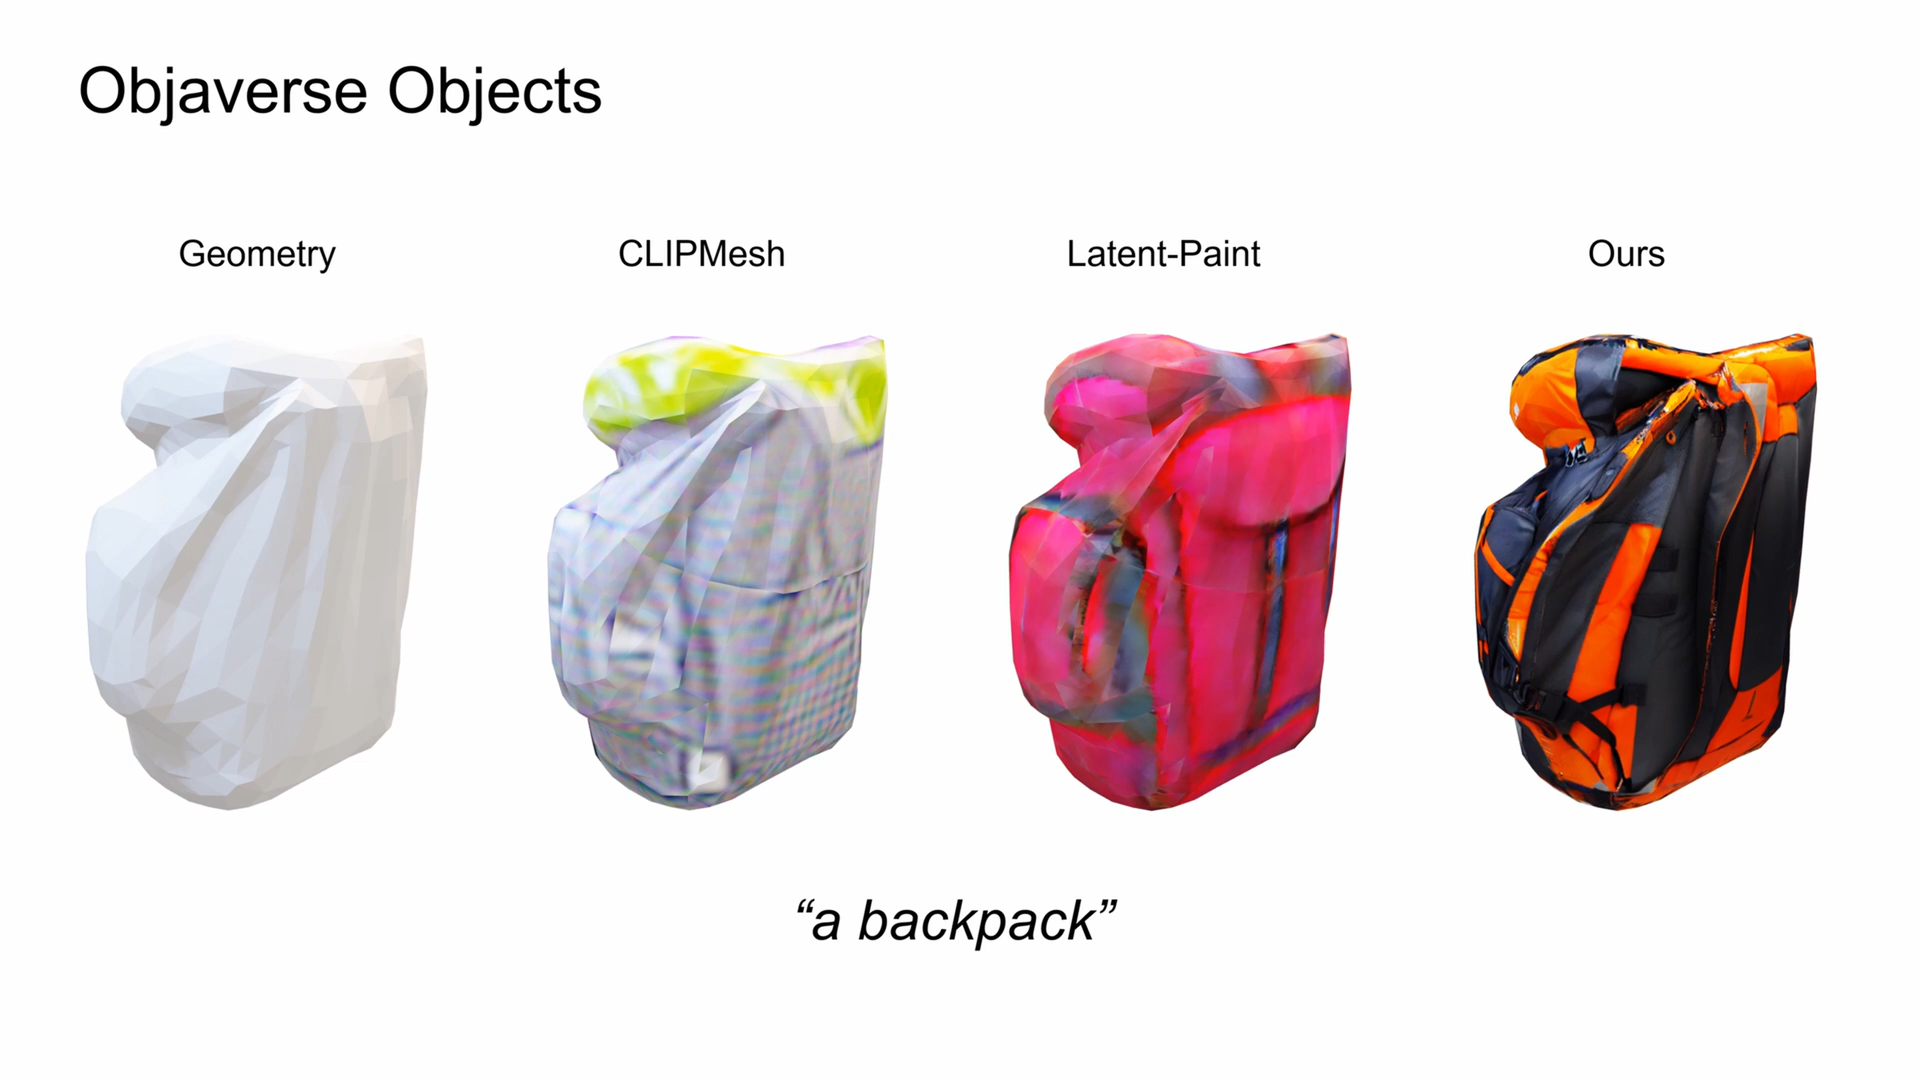 Objaverse Objects
Geometry
CLIPMesh
Latent-Paint
Ours
“a backpack”